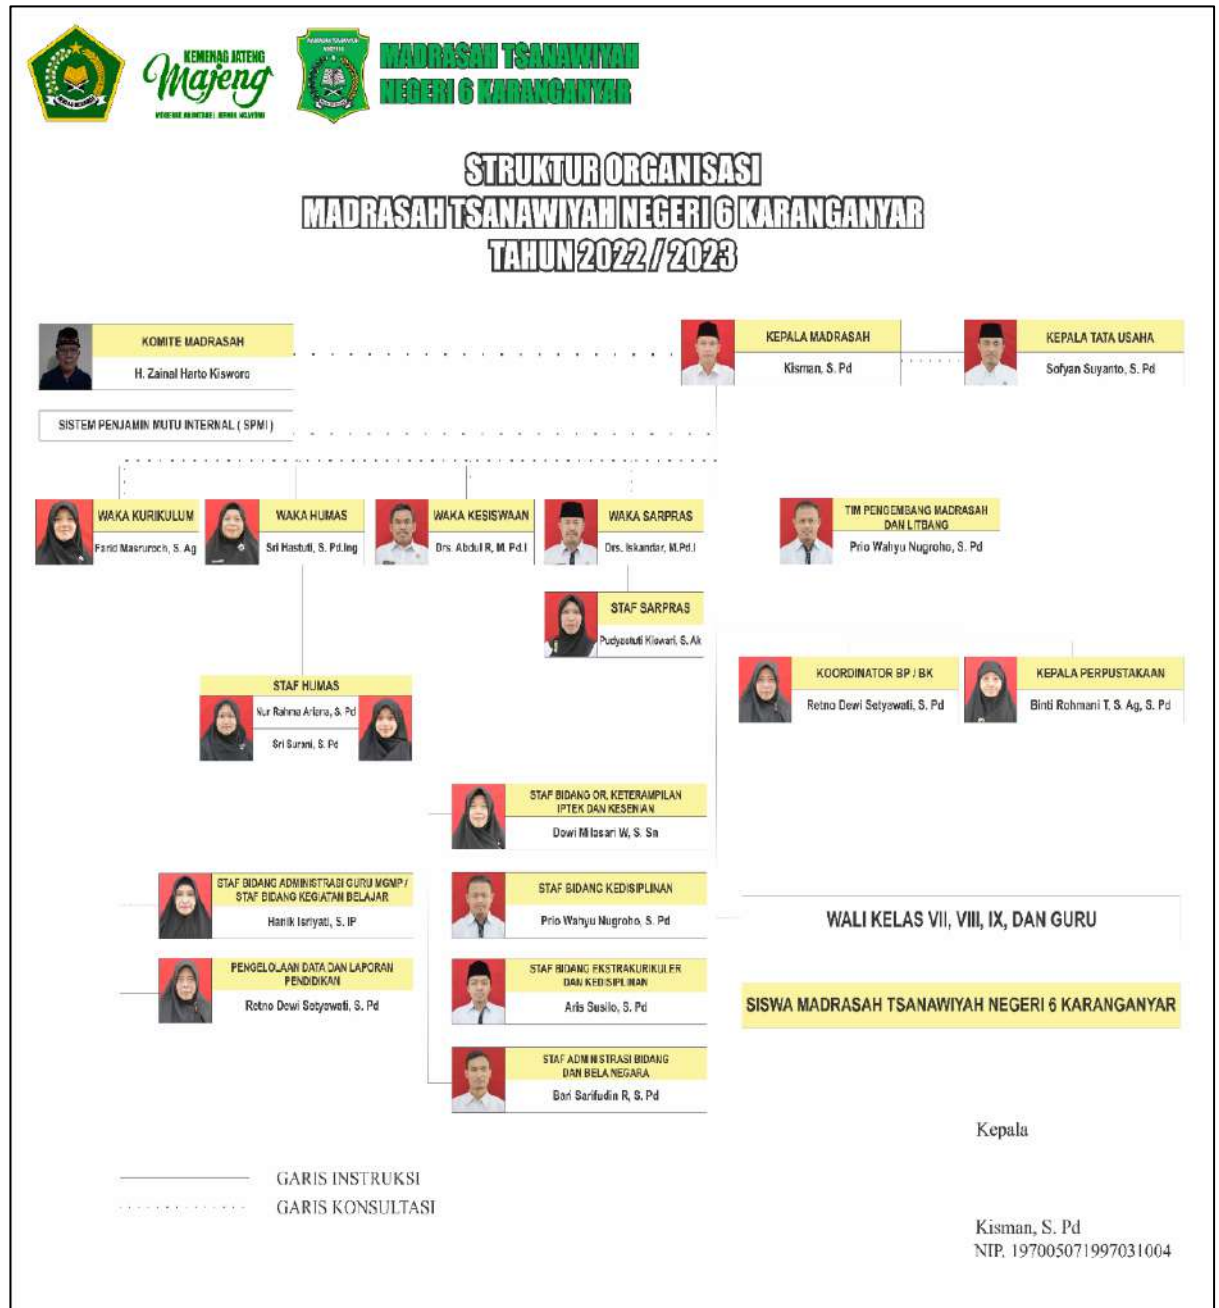 KEMENAG JATENG
Majeng
MADRASAH TSANAWIYAH
NEGERI 6 KARANGANYAR
STRUKTUR ORGANISASI
MADRASAH TSANAWIYAH NEGERI 6 KARANGANYAR
TAHUN 2022 / 2023
KOMITE MADRASAH
H. Zainal Harto Kisworo
KEPALA MADRASAH
Kisman, S. Pd
KEPALA TATA USAHA
Sofyan Suyanto, S. Pd
SISTEM PENJAMIN MUTU INTERNAL ( SPMI )
WAKA KURIKULUM
Farid Masruroch, S. Ag
WAKA HUMAS
Sri Hastuti, S. Pd.Ing
WAKA KESISWAAN
Drs. Abdul R, M. Pd.I
WAKA SARPRAS
Drs. Iskandar, M.Pd.I
TIM PENGEMBANG MADRASAH
DAN LITBANG
Prio Wahyu Nugroho, S. Pd
STAF SARPRAS
Pudyastuti Kiswari, S. Ak
STAF HUMAS
Nur Rahma Ariana, S. Pd
Sri Surani, S. Pd
KOORDINATOR BP / BK
Retno Dewi Setyawati, S. Pd
KEPALA PERPUSTAKAAN
Binti Rohmani T, S. Ag, S. Pd
STAF BIDANG OR, KETERAMPILAN
IPTEK DAN KESENIAN
Dewi Milasari W, S. Sn
STAF BIDANG ADMINISTRASI GURU MGMP /
STAF BIDANG KEGIATAN BELAJAR
Hanik Isriyati, S. IP
STAF BIDANG KEDISIPLINAN
Prio Wahyu Nugroho, S. Pd
WALI KELAS VII, VIII, IX, DAN GURU
PENGELOLAAN DATA DAN LAPORAN
PENDIDIKAN
Retno Dewi Setyawati, S. Pd
STAF BIDANG EKSTRAKURIKULER
DAN KEDISIPLINAN
Aris Susilo, S. Pd
SISWA MADRASAH TSANAWIYAH NEGERI 6 KARANGANYAR
STAF ADMINISTRASI BIDANG
DAN BELA NEGARA
Bari Sarifudin R, S. Pd
Kepala
GARIS INSTRUKSI
GARIS KONSULTASI
Kisman, S. Pd
NIP. 197005071997031004